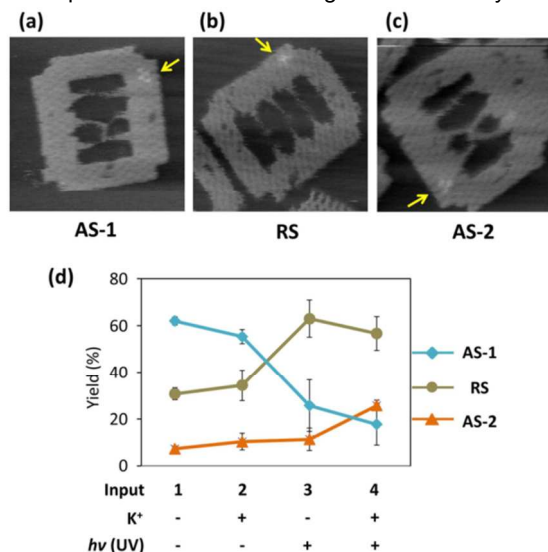 (a)
(b)
(c)
AS-1
RS
AS-2
(d)
80
60
40
20
0
Yield (%)
AS-1
RS
AS-2
Input 1 2 3 4
K⁺ - + - +
hν (UV) - - + +